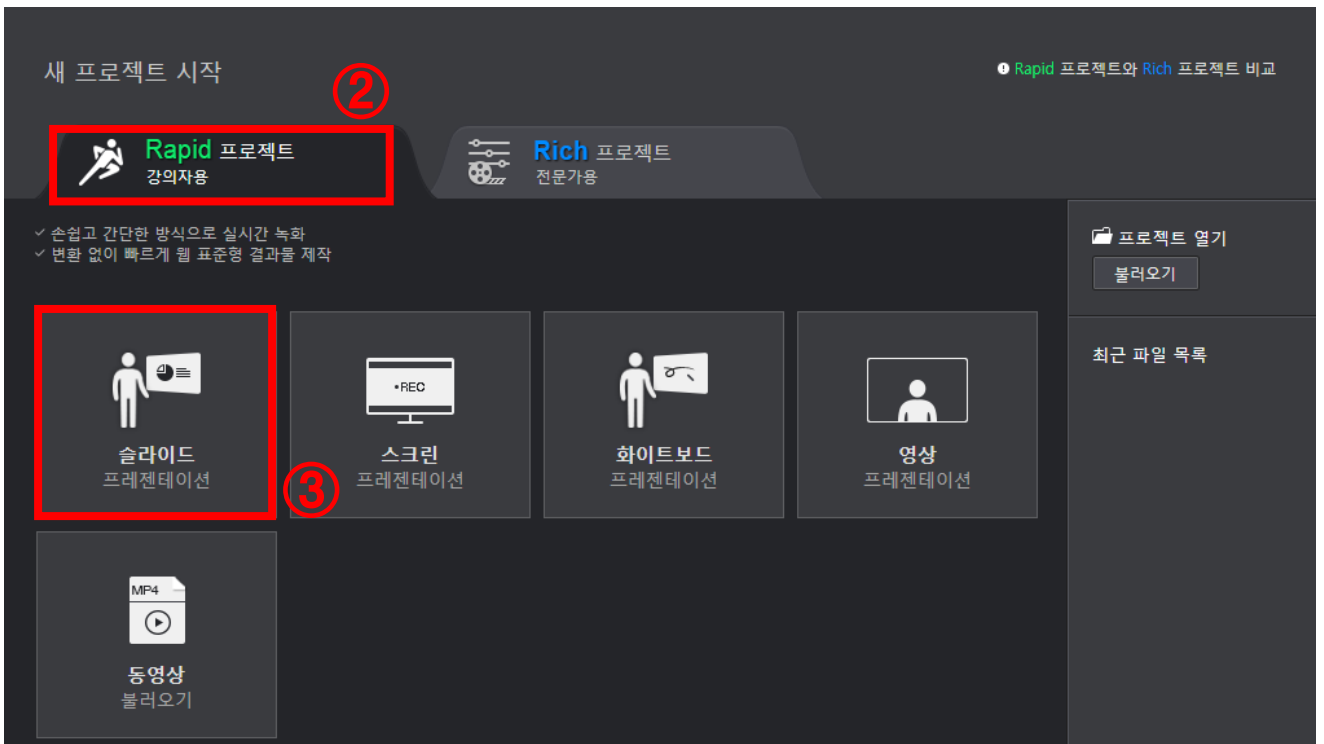 새 프로젝트 시작
②
Rapid 프로젝트와 Rich 프로젝트 비교
Rapid 프로젝트
강의자용
Rich 프로젝트
전문가용
손쉽고 간단한 방식으로 실시간 녹화
변환 없이 빠르게 웹 표준형 결과물 제작
프로젝트 열기
불러오기
최근 파일 목록
슬라이드
프레젠테이션
③
•REC
스크린
프레젠테이션
화이트보드
프레젠테이션
영상
프레젠테이션
MP4
동영상
불러오기